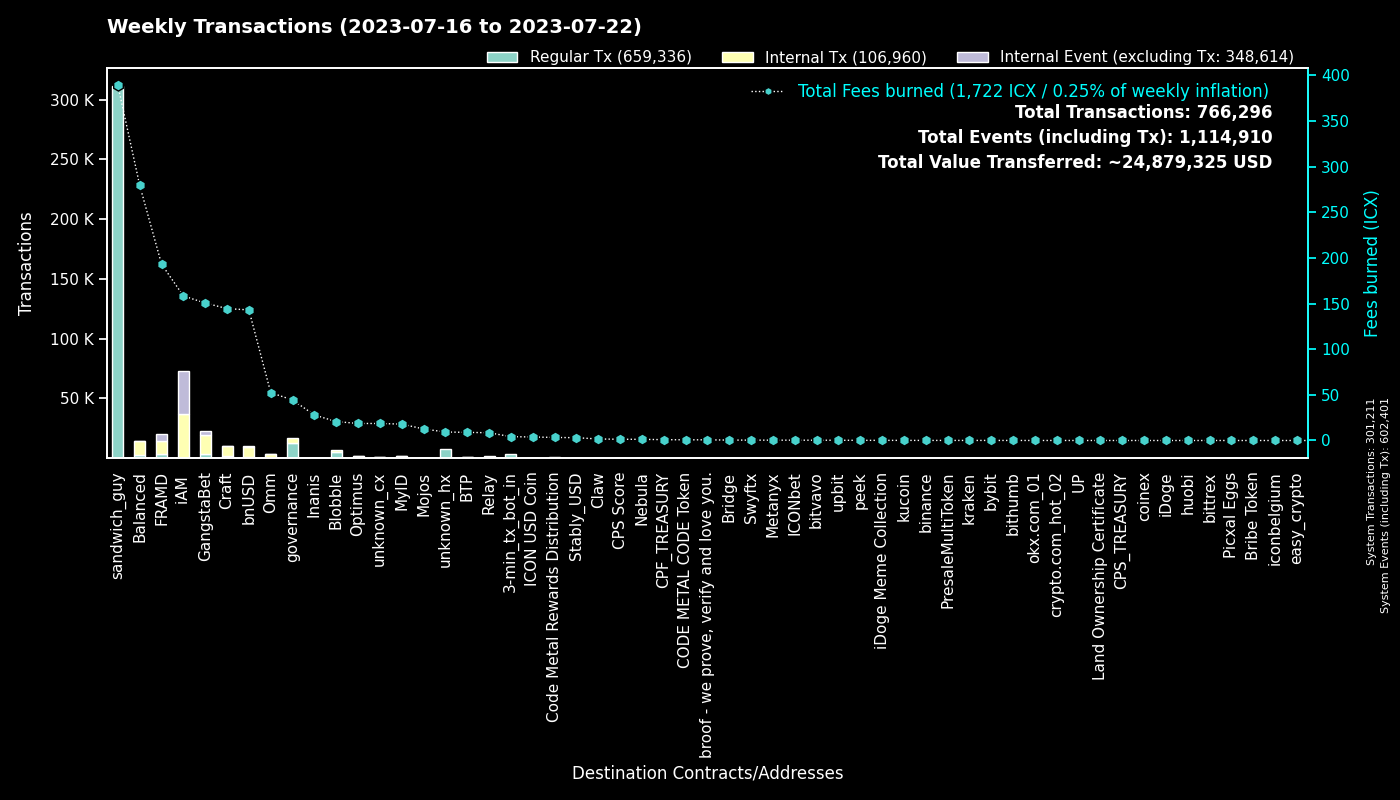 Weekly Transactions (2023-07-16 to 2023-07-22)
Regular Tx (659,336)
Internal Tx (106,960)
Internal Event (excluding Tx: 348,614)
Total Fees burned (1,722 ICX / 0.25% of weekly inflation)
Total Transactions: 766,296
Total Events (including Tx): 1,114,910
Total Value Transferred: ~24,879,325 USD
Transactions
300 K
250 K
200 K
150 K
100 K
50 K
400
350
300
250
200
150
100
50
0
Fees burned (ICX)
System Transactions: 301,211
System Events (including Tx): 602,401
sandwich_guy
Balanced
FRAMD
iAM
GangstaBet
Craft
bnUSD
Omm
governance
Inanis
Blobble
Optimus
unknown_cx
MyID
Mojos
unknown_hx
BTP
Relay
3-min_tx_bot_in
ICON USD Coin
Code Metal Rewards Distribution
Stably_USD
Claw
CPS Score
Nebula
CPF_TREASURY
CODE METAL CODE Token
broof - we prove, verify and love you.
Bridge
Swyftx
Metanyx
ICONbet
bitvavo
upbit
peek
iDoge Meme Collection
kucoin
binance
PresaleMultiToken
kraken
bybit
bithumb
okx.com_01
crypto.com_hot_02
UP
Land Ownership Certificate
CPS_TREASURY
coinex
iDoge
huobi
bittrex
Picxal Eggs
Bribe Token
iconbelgium
easy_crypto
Destination Contracts/Addresses